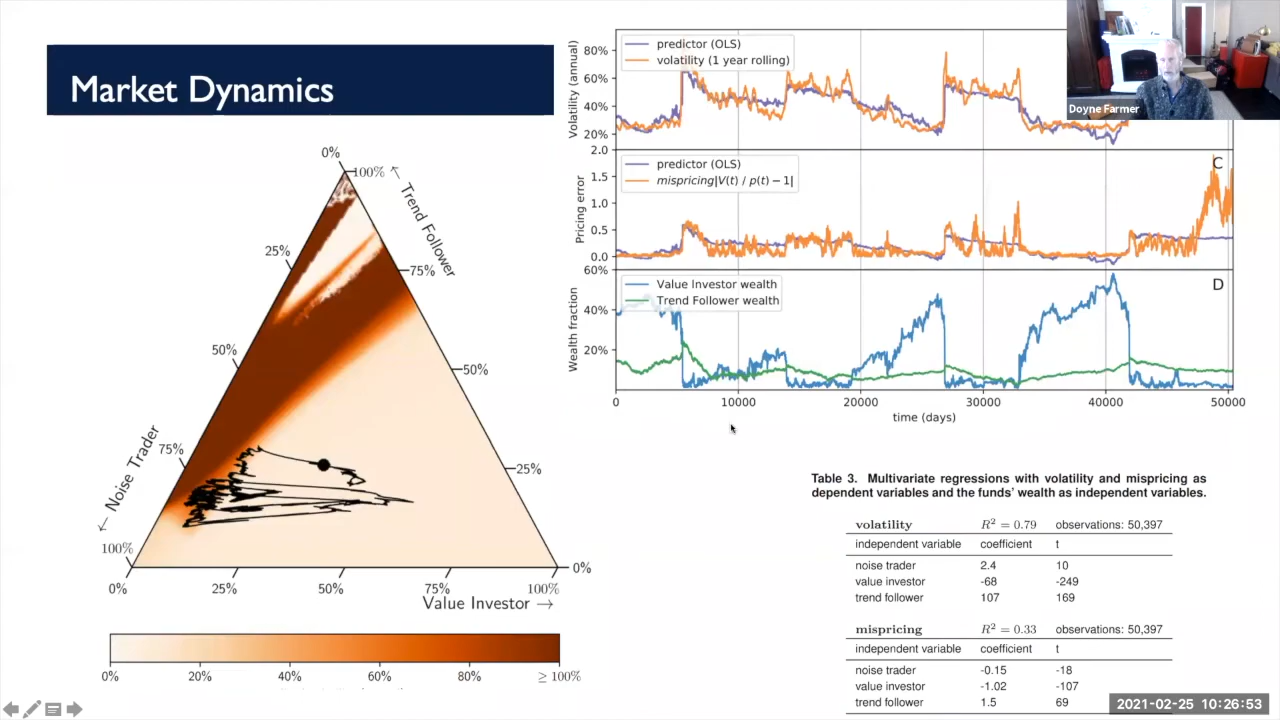 Market Dynamics
0%
100%
← Trend Follower
25%
75%
50%
50%
75%
25%
← Noise Trader
100%
0%
0%
25%
50%
75%
100%
Value Investor →
0%
20%
40%
60%
80%
≥ 100%
Volatility (annual)
80%
60%
40%
20%
predictor (OLS)
volatility (1 year rolling)
Pricing error
2.0
1.5
1.0
0.5
0.0
predictor (OLS)
mispricing|V(t) / p(t) − 1|
C
Wealth fraction
60%
40%
20%
Value Investor wealth
Trend Follower wealth
D
0
10000
20000
30000
40000
50000
time (days)
Doyne Farmer
Table 3. Multivariate regressions with volatility and mispricing as
dependent variables and the funds' wealth as independent variables.
volatility R² = 0.79 observations: 50,397
independent variable coefficient t
noise trader 2.4 10
value investor -68 -249
trend follower 107 169
mispricing R² = 0.33 observations: 50,397
independent variable coefficient t
noise trader -0.15 -18
value investor -1.02 -107
trend follower 1.5 69
2021-02-25 10:26:53